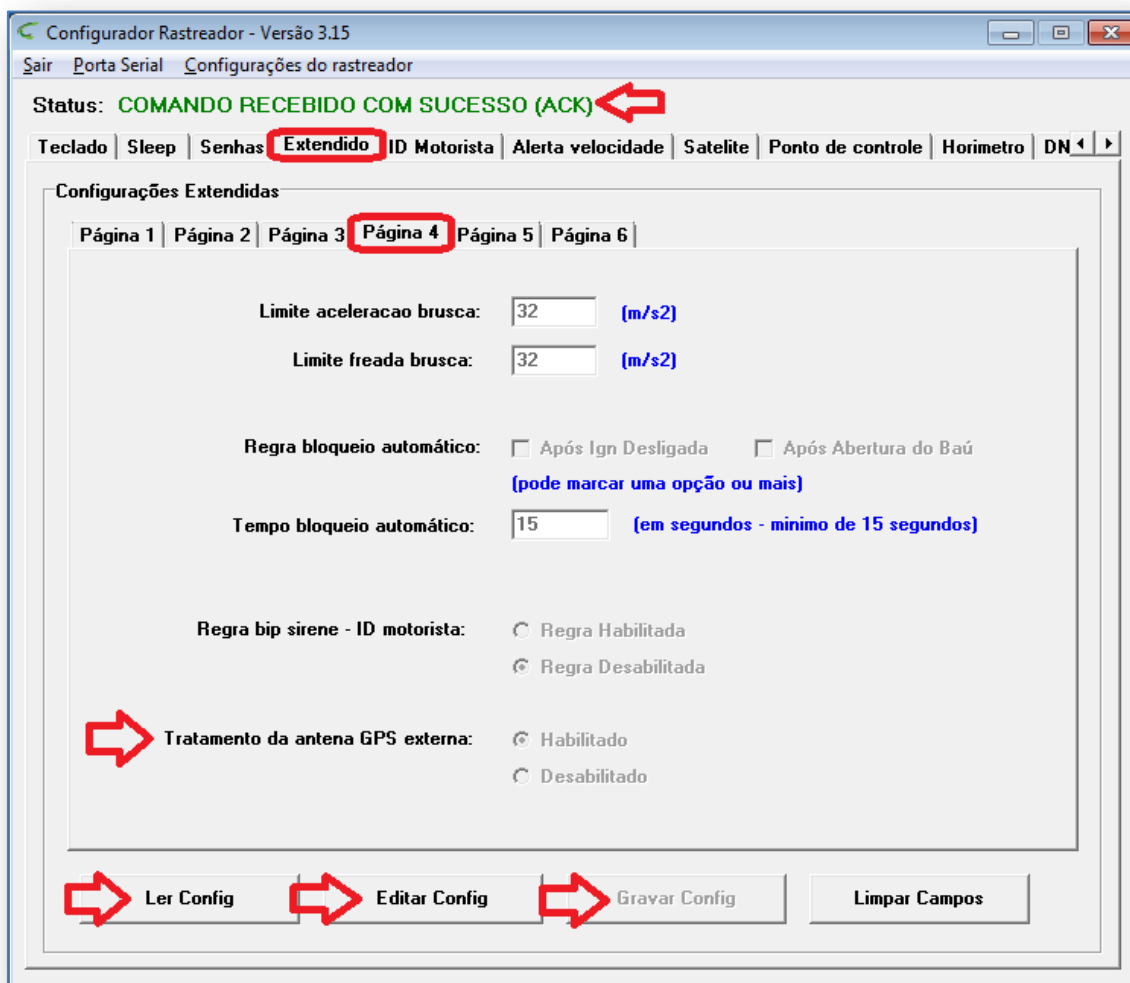 Configurador Rastreador - Versão 3.15
Sair Porta Serial Configurações do rastreador
Status: COMANDO RECEBIDO COM SUCESSO (ACK)
Teclado Sleep Senhas Extendido ID Motorista Alerta velocidade Satelite Ponto de controle Horimetro DN
Configurações Extendidas
Página 1 Página 2 Página 3 Página 4 Página 5 Página 6
Limite aceleracao brusca: 32 (m/s2)
Limite freada brusca: 32 (m/s2)
Regra bloqueio automático: Após Ign Desligada Após Abertura do Baú
(pode marcar uma opção ou mais)
Tempo bloqueio automático: 15 (em segundos - minimo de 15 segundos)
Regra bip sirene - ID motorista: Regra Habilitada
Regra Desabilitada
Tratamento da antena GPS externa: Habilitado
Desabilitado
Ler Config Editar Config Gravar Config Limpar Campos